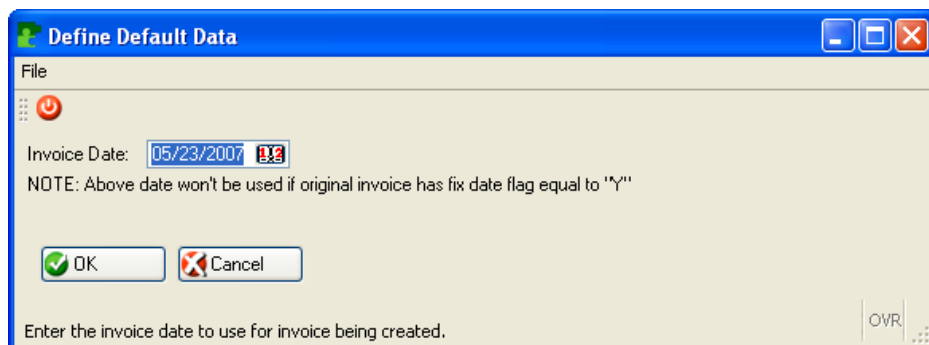 Define Default Data
File
Invoice Date: 05/23/2007
NOTE: Above date won't be used if original invoice has fix date flag equal to "Y"
OK Cancel
Enter the invoice date to use for invoice being created. OVR